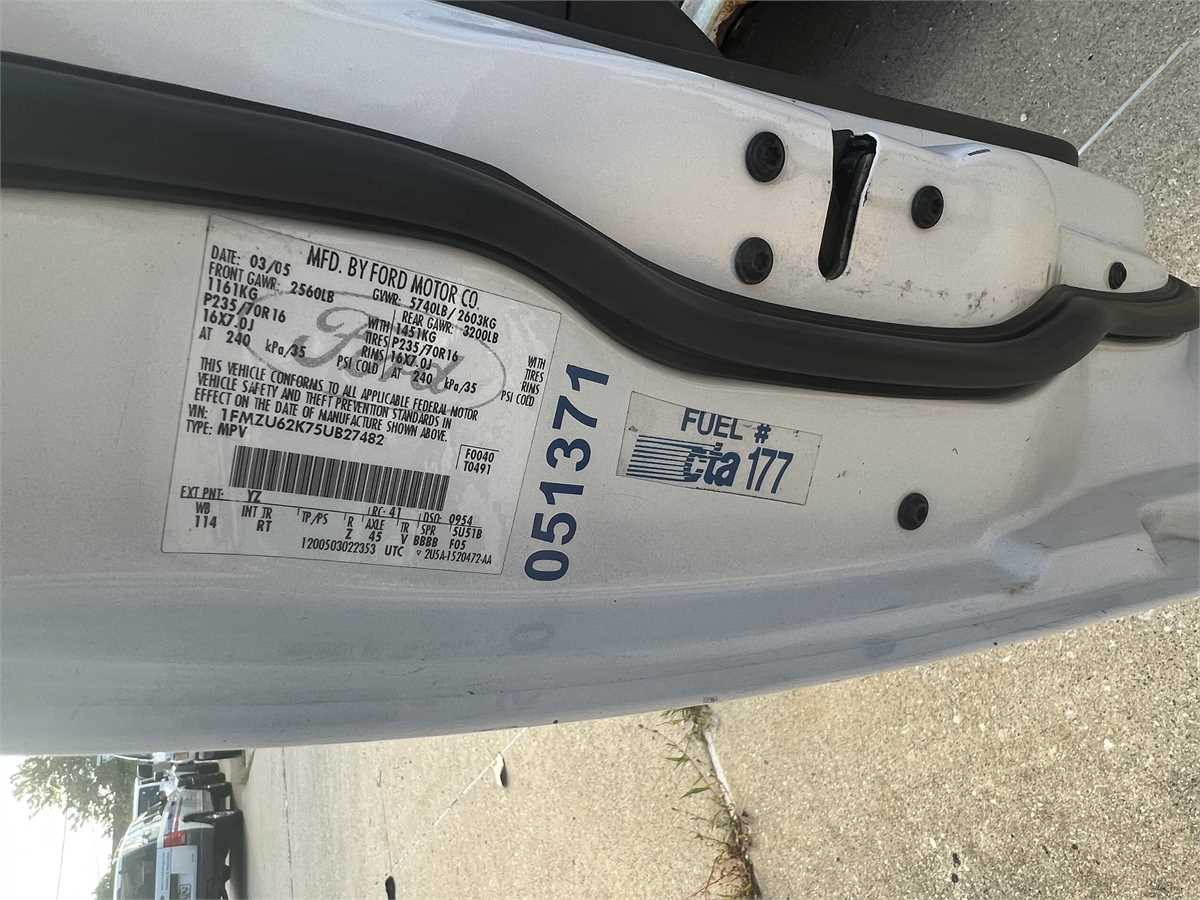 MFD. BY FORD MOTOR CO.
DATE: 03/05 GVWR: 5740LB / 2603KG
FRONT GAWR: 2560LB REAR GAWR: 3200LB
1161KG WITH 1451KG WITH
P235/70R16 TIRES P235/70R16 TIRES
16X7.0J RIMS 16X7.0J RIMS
AT 240 kPa/35 PSI COLD AT 240 kPa/35 PSI COLD
Ford
THIS VEHICLE CONFORMS TO ALL APPLICABLE FEDERAL MOTOR
VEHICLE SAFETY AND THEFT PREVENTION STANDARDS IN
EFFECT ON THE DATE OF MANUFACTURE SHOWN ABOVE.
VIN: 1FMZU62K75UB27482
TYPE: MPV
F0040
T0491
EXT PNT: YZ RC: 41 DSO: 0954
WB INT TR TP/PS R AXLE TR SPR 5U51B
114 RT Z 45 V BBBB F05
1200503022353 UTC 2U5A-1520472-AA
051371
FUEL #
cta 177